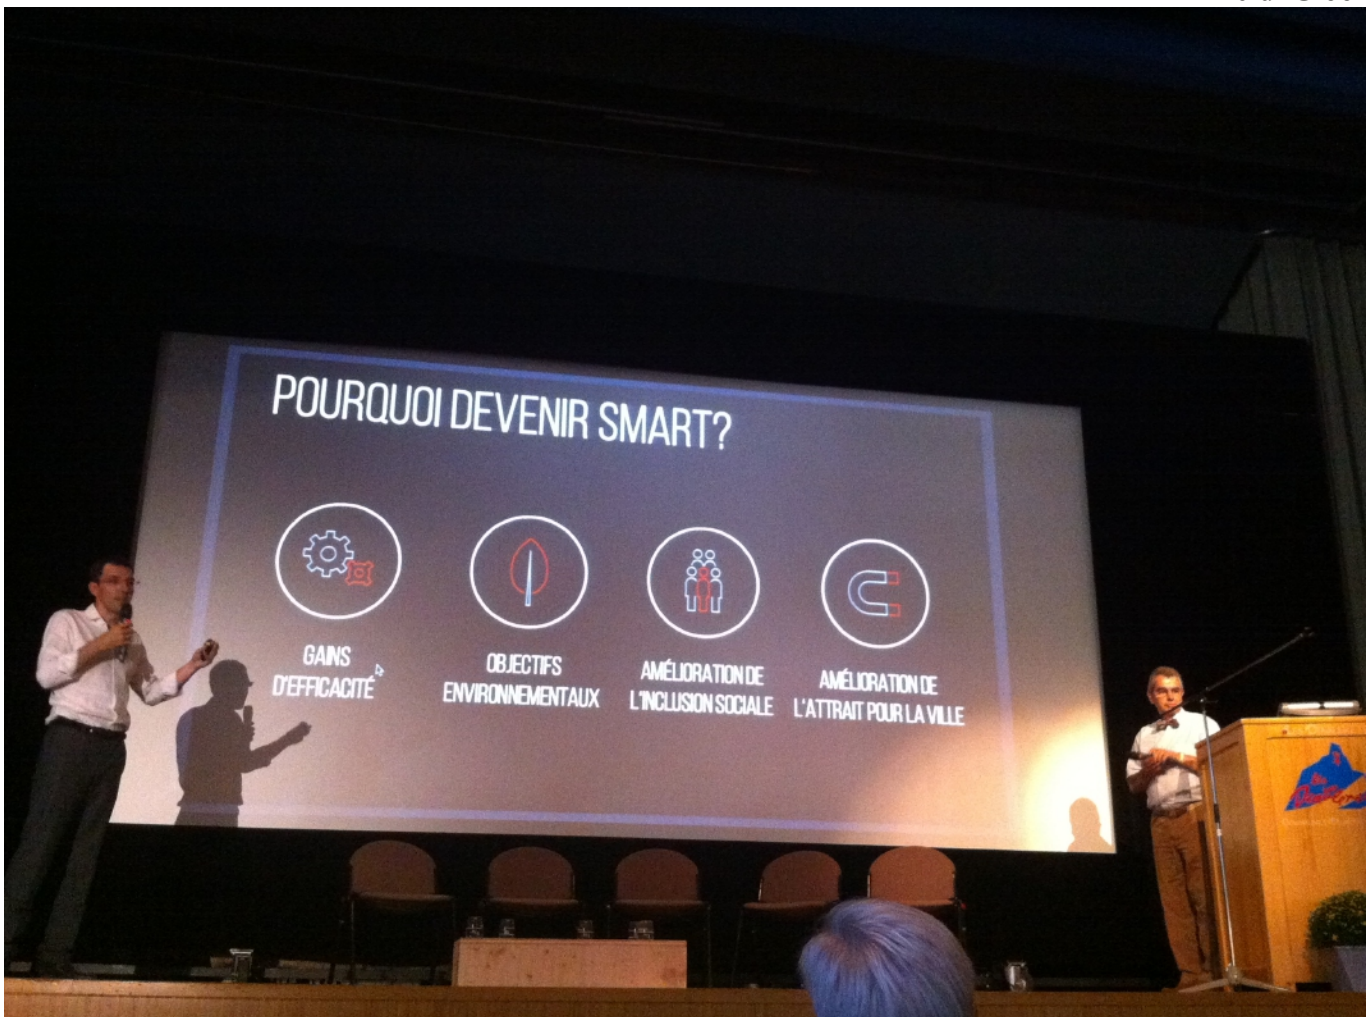 POURQUOI DEVENIR SMART?
GAINS
D'EFFICACITÉ
OBJECTIFS
ENVIRONNEMENTAUX
AMÉLIORATION DE
L'INCLUSION SOCIALE
AMÉLIORATION DE
L'ATTRAIT POUR LA VILLE